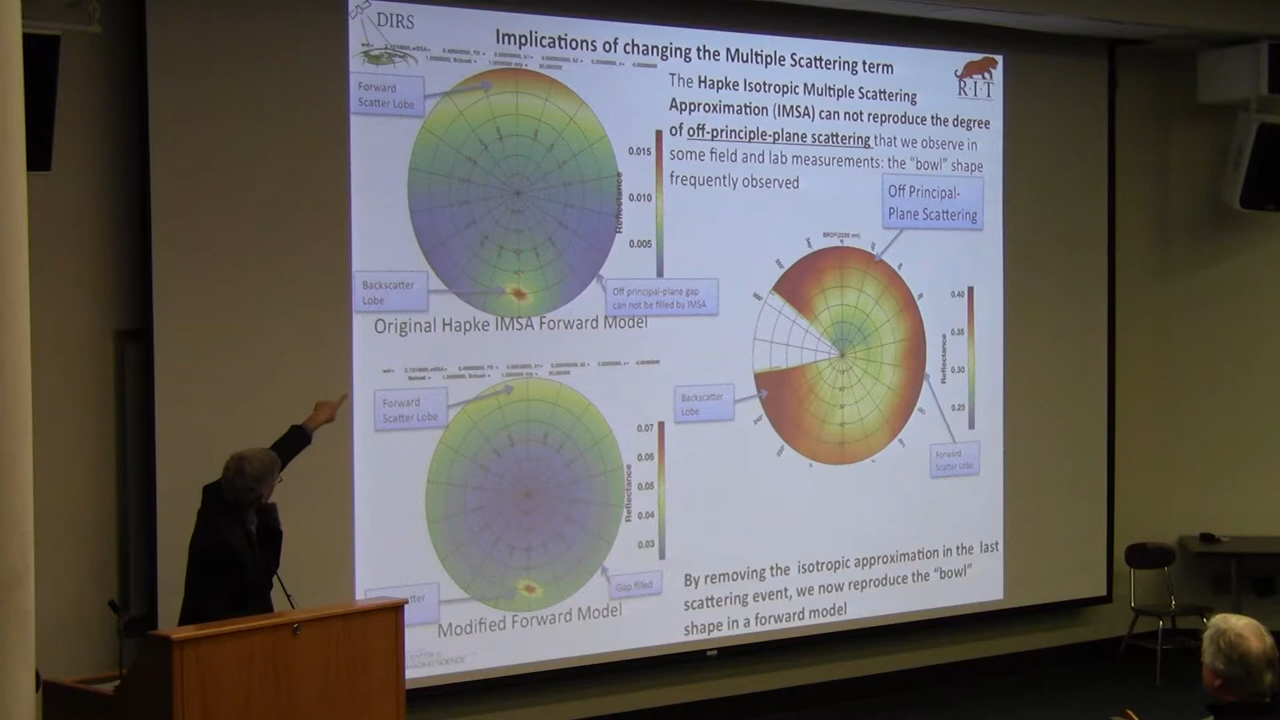 DIRS
Implications of changing the Multiple Scattering term
R·I·T
The Hapke Isotropic Multiple Scattering
Approximation (IMSA) can not reproduce the degree
of off-principle-plane scattering that we observe in
some field and lab measurements: the "bowl" shape
frequently observed
Forward
Scatter Lobe
0.015
0.010
0.005
Reflectance
Backscatter
Lobe
Off principal-plane gap
can not be filled by IMSA
Original Hapke IMSA Forward Model
Off Principal-
Plane Scattering
0.40
0.35
0.30
0.25
Reflectance
Backscatter
Lobe
Forward
Scatter Lobe
Forward
Scatter Lobe
0.07
0.06
0.05
0.04
0.03
Reflectance
Gap filled
Modified Forward Model
By removing the isotropic approximation in the last
scattering event, we now reproduce the "bowl"
shape in a forward model